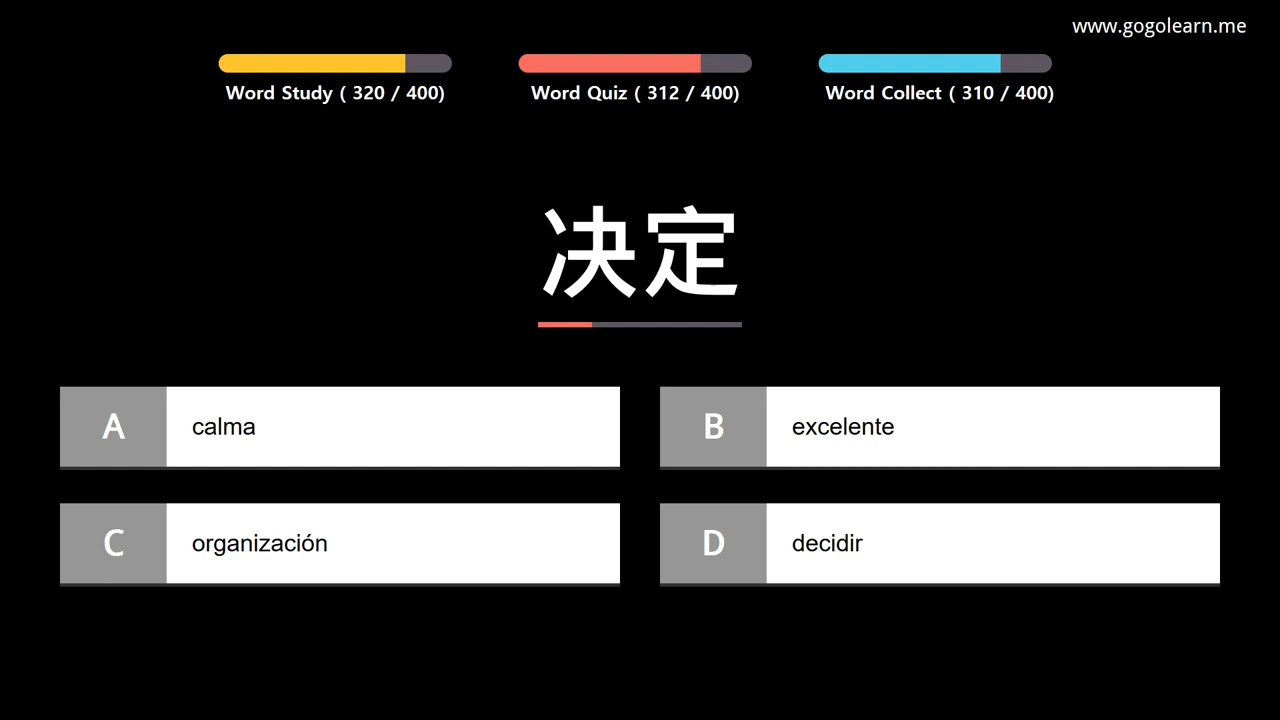 www.gogolearn.me
Word Study ( 320 / 400)
Word Quiz ( 312 / 400)
Word Collect ( 310 / 400)
决定
A calma
B excelente
C organización
D decidir